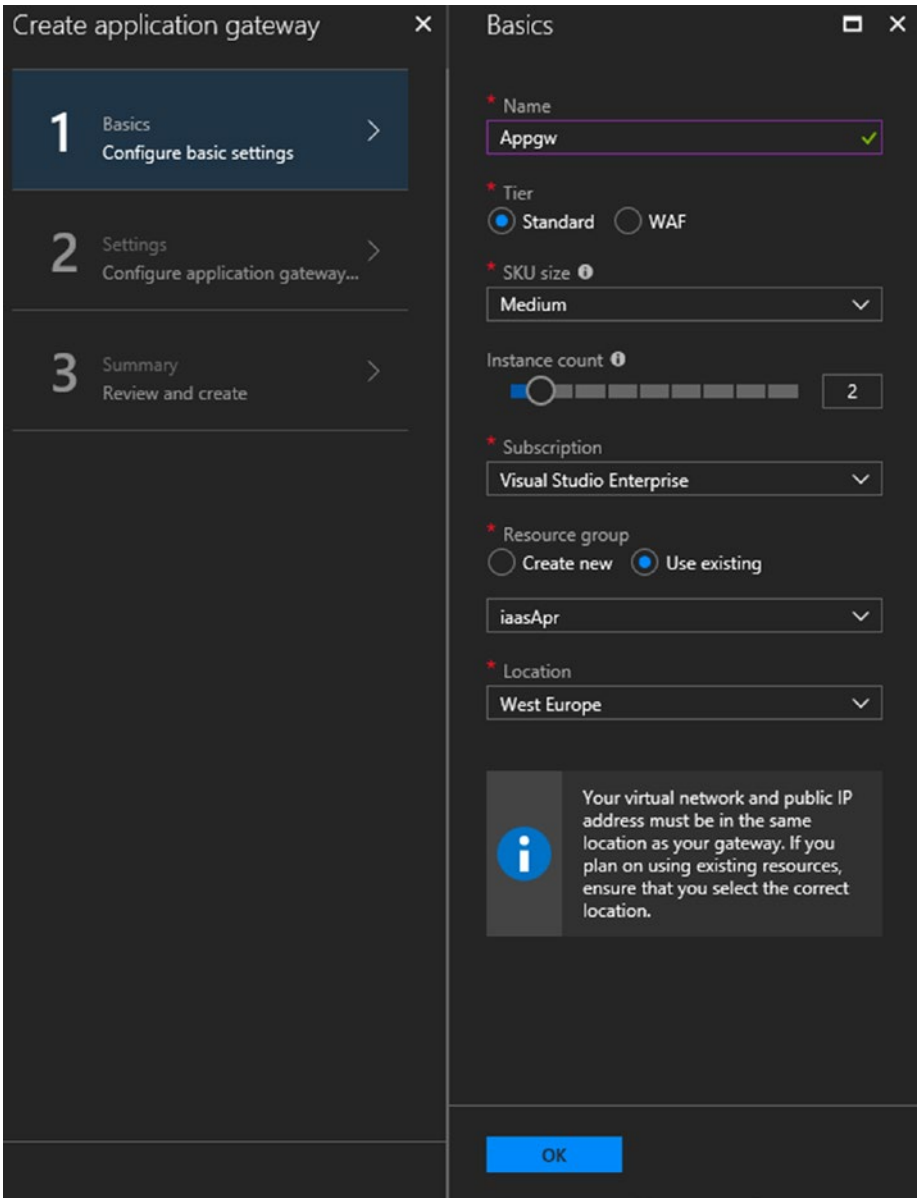 Create application gateway
1
Basics
Configure basic settings
2
Settings
Configure application gateway...
3
Summary
Review and create
Basics
* Name
Appgw
* Tier
Standard WAF
* SKU size
Medium
Instance count
2
* Subscription
Visual Studio Enterprise
* Resource group
Create new Use existing
iaasApr
* Location
West Europe
Your virtual network and public IP
address must be in the same
location as your gateway. If you
plan on using existing resources,
ensure that you select the correct
location.
OK